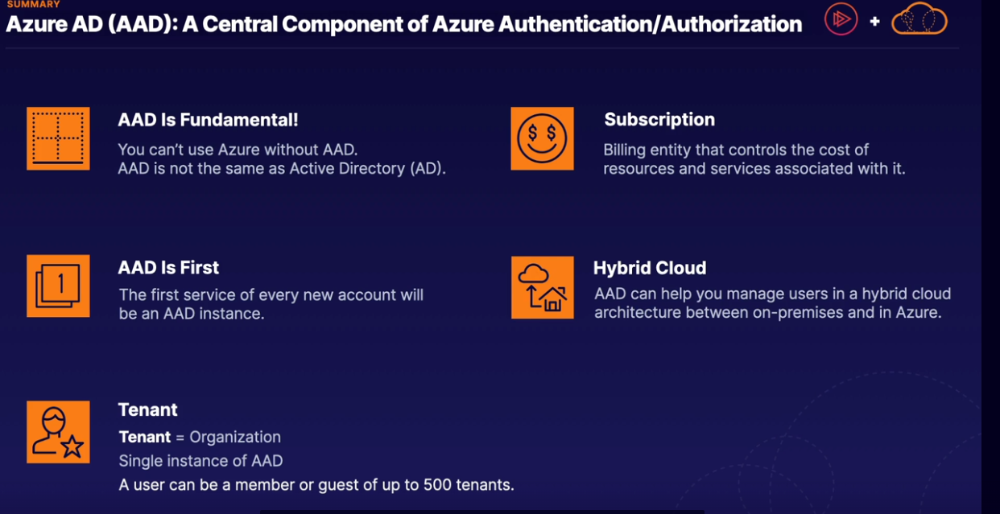 SUMMARY
Azure AD (AAD): A Central Component of Azure Authentication/Authorization
+
AAD Is Fundamental!
You can’t use Azure without AAD.
AAD is not the same as Active Directory (AD).
Subscription
Billing entity that controls the cost of
resources and services associated with it.
$ $
1
AAD Is First
The first service of every new account will
be an AAD instance.
Hybrid Cloud
AAD can help you manage users in a hybrid cloud
architecture between on-premises and in Azure.
Tenant
Tenant = Organization
Single instance of AAD
A user can be a member or guest of up to 500 tenants.